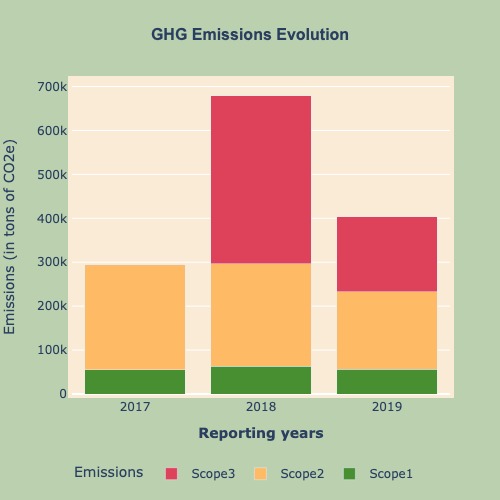 GHG Emissions Evolution
Emissions (in tons of CO2e)
700k
600k
500k
400k
300k
200k
100k
0
2017 2018 2019
Reporting years
Emissions Scope3 Scope2 Scope1